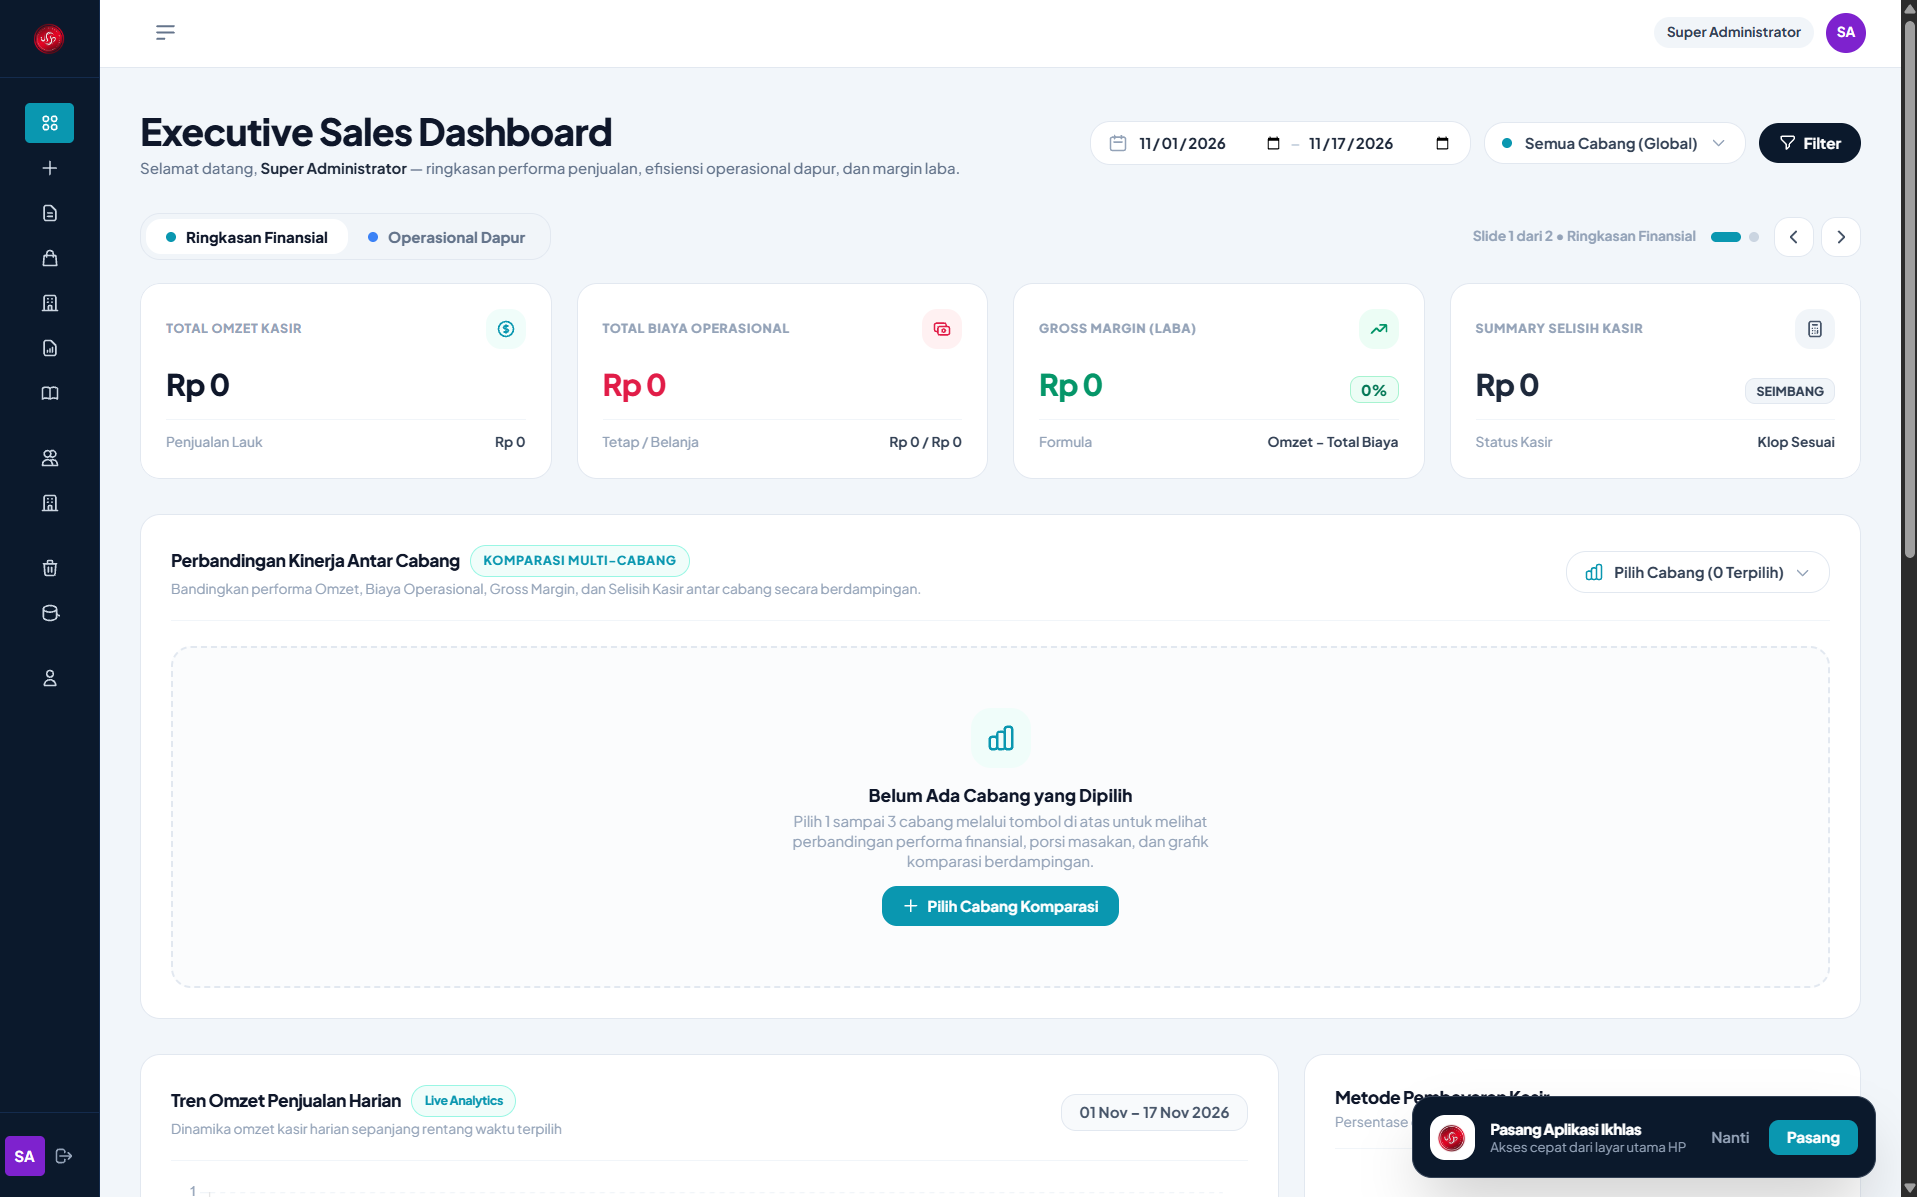 Super Administrator
SA
Executive Sales Dashboard
Selamat datang, Super Administrator — ringkasan performa penjualan, efisiensi operasional dapur, dan margin laba.
11/01/2026 – 11/17/2026
Semua Cabang (Global)
Filter
Ringkasan Finansial
Operasional Dapur
Slide 1 dari 2 • Ringkasan Finansial
TOTAL OMZET KASIR
Rp 0
Penjualan Lauk Rp 0
TOTAL BIAYA OPERASIONAL
Rp 0
Tetap / Belanja Rp 0 / Rp 0
GROSS MARGIN (LABA)
Rp 0
0%
Formula Omzet - Total Biaya
SUMMARY SELISIH KASIR
Rp 0
SEIMBANG
Status Kasir Klop Sesuai
Perbandingan Kinerja Antar Cabang
KOMPARASI MULTI-CABANG
Bandingkan performa Omzet, Biaya Operasional, Gross Margin, dan Selisih Kasir antar cabang secara berdampingan.
Pilih Cabang (0 Terpilih)
Belum Ada Cabang yang Dipilih
Pilih 1 sampai 3 cabang melalui tombol di atas untuk melihat
perbandingan performa finansial, porsi masakan, dan grafik
komparasi berdampingan.
Pilih Cabang Komparasi
Tren Omzet Penjualan Harian
Live Analytics
Dinamika omzet kasir harian sepanjang rentang waktu terpilih
01 Nov – 17 Nov 2026
1
Metode Pembayaran Kasir
Persentase
Pasang Aplikasi Ikhlas
Akses cepat dari layar utama HP
Nanti
Pasang
SA